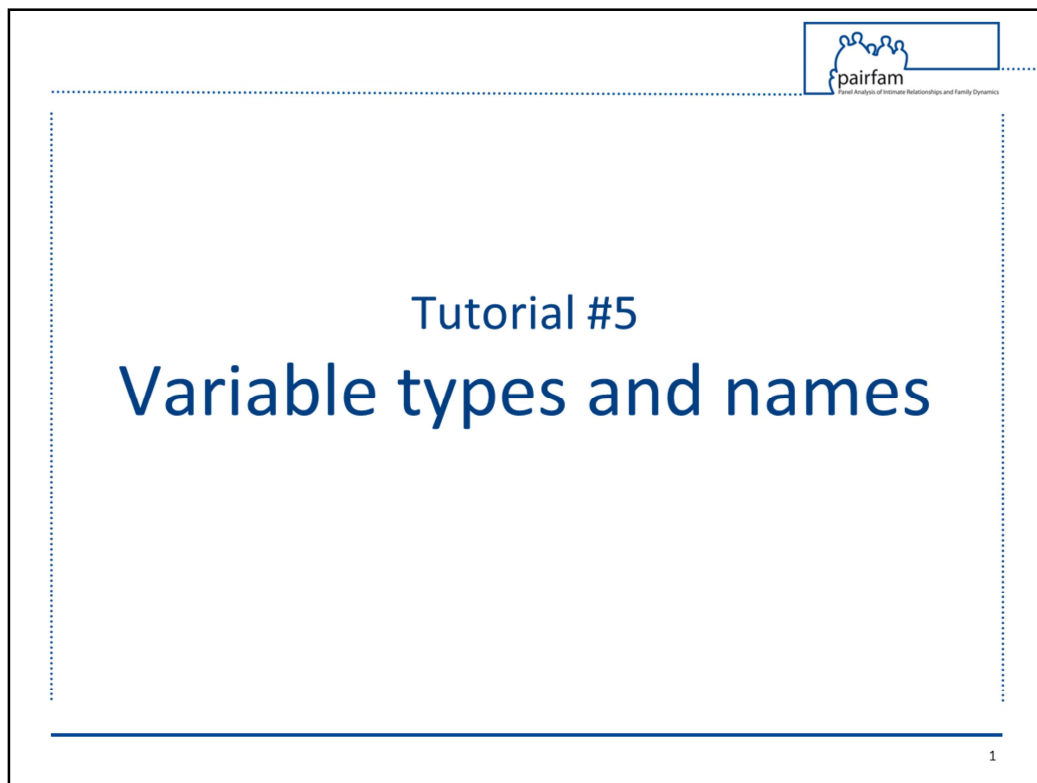 pairfam
Panel Analysis of Intimate Relationships and Family Dynamics
Tutorial #5
Variable types and names
1